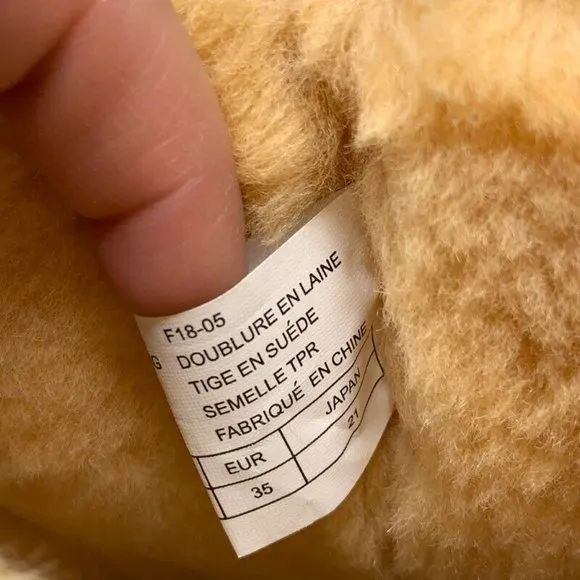 F18-05
G DOUBLURE EN LAINE
TIGE EN SUÉDE
SEMELLE TPR
FABRIQUÉ EN CHINE
EUR JAPAN
35 21